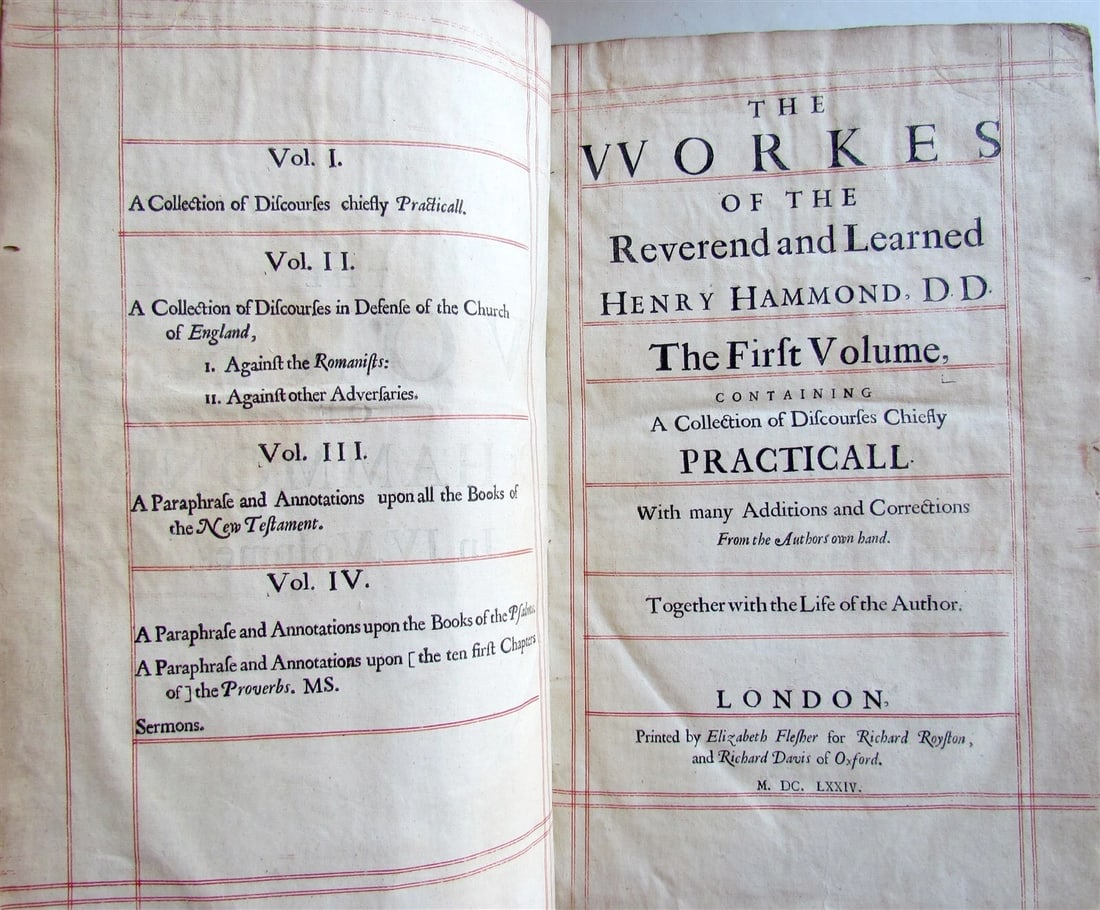 Vol. I.
A Collection of Diſcourſes chiefly Practicall.
Vol. II.
A Collection of Diſcourſes in Defenſe of the Church
of England,
I. Againſt the Romaniſts:
II. Againſt other Adverſaries.
Vol. III.
A Paraphraſe and Annotations upon all the Books of
the New Teſtament.
Vol. IV.
A Paraphraſe and Annotations upon the Books of the Pſalms.
A Paraphraſe and Annotations upon [ the ten firſt Chapters
of ] the Proverbs. MS.
Sermons.
THE
VVORKES
OF THE
Reverend and Learned
HENRY HAMMOND, D.D.
The Firſt Volume,
CONTAINING
A Collection of Diſcourſes Chiefly
PRACTICALL.
With many Additions and Corrections
From the Authors own hand.
Together with the Life of the Author.
LONDON,
Printed by Elizabeth Fleſher for Richard Royſton,
and Richard Davis of Oxford.
M. DC. LXXIV.